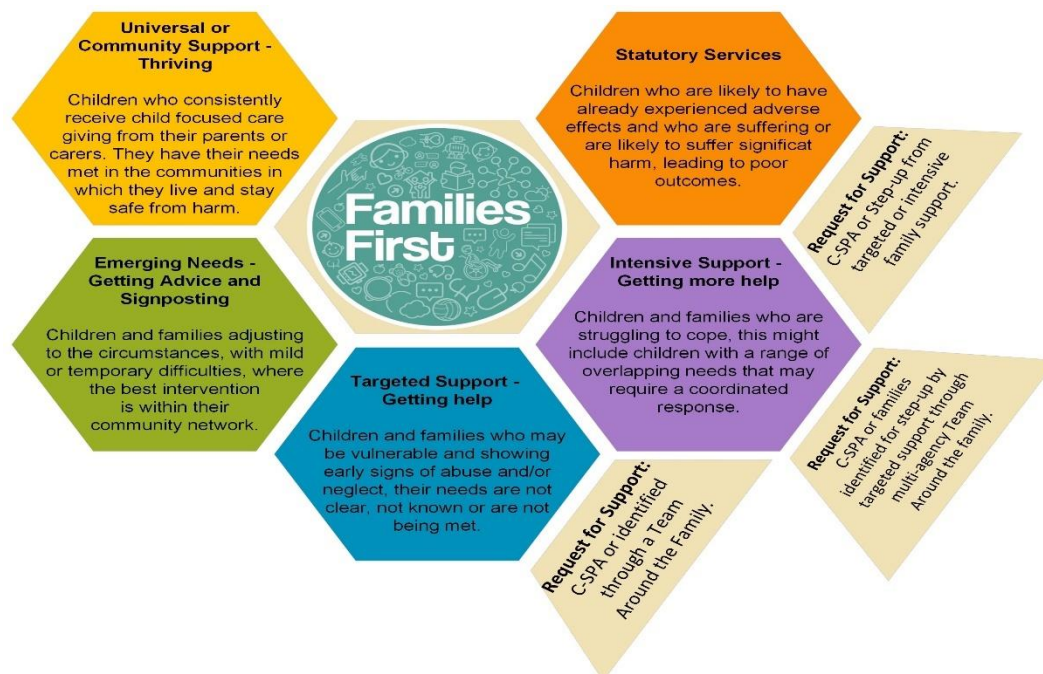 Universal or
Community Support -
Thriving
Children who consistently
receive child focused care
giving from their parents or
carers. They have their needs
met in the communities in
which they live and stay
safe from harm.
Families
First
Statutory Services
Children who are likely to have
already experienced adverse
effects and who are suffering or
are likely to suffer significat
harm, leading to poor
outcomes.
Request for Support:
C-SPA or Step-up from
targeted or intensive
family support.
Emerging Needs -
Getting Advice and
Signposting
Children and families adjusting
to the circumstances, with mild
or temporary difficulties, where
the best intervention
is within their
community network.
Targeted Support -
Getting help
Children and families who may
be vulnerable and showing
early signs of abuse and/or
neglect, their needs are not
clear, not known or are not
being met.
Request for Support:
C-SPA or identified
through a Team
Around the Family.
Intensive Support -
Getting more help
Children and families who are
struggling to cope, this might
include children with a range of
overlapping needs that may
require a coordinated
response.
Request for Support:
C-SPA or families
identified for step-up by
targeted support through
multi-agency Team
Around the family.